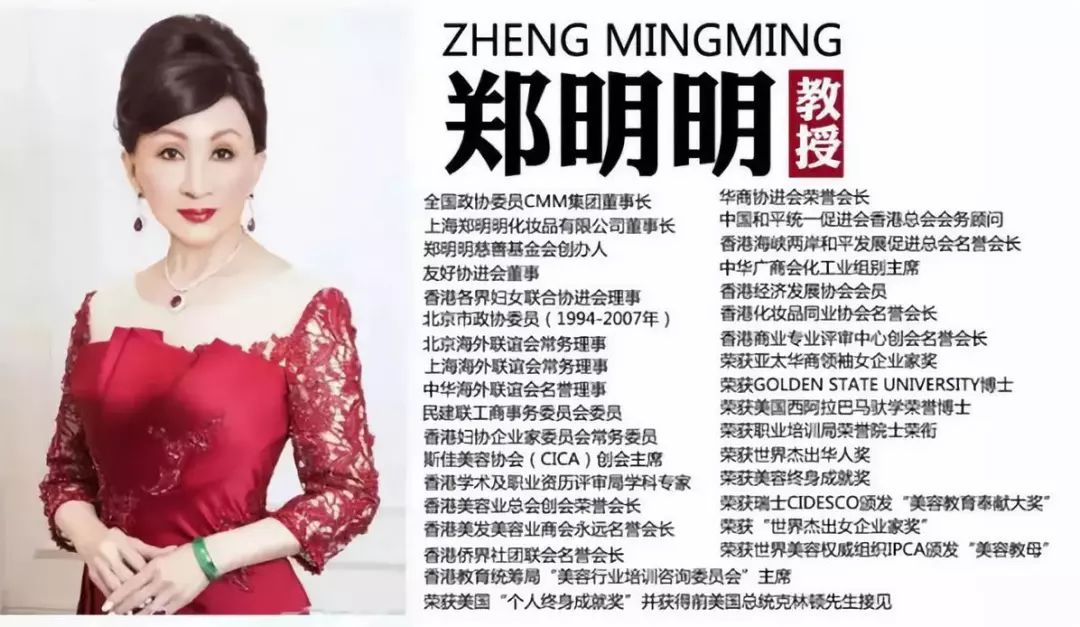 ZHENG MINGMING
郑明明
教授
全国政协委员CMM集团董事长
上海郑明明化妆品有限公司董事长
郑明明慈善基金会创办人
友好协进会董事
香港各界妇女联合协进会理事
北京市政协委员（1994-2007年）
北京海外联谊会常务理事
上海海外联谊会常务理事
中华海外联谊会名誉理事
民建联工商事务委员会委员
香港妇协企业家委员会常务委员
斯佳美容协会（CICA）创会主席
香港学术及职业资历评审局学科专家
香港美容业总会创会荣誉会长
香港美发美容业商会永远名誉会长
香港侨界社团联会名誉会长
香港教育统筹局“美容行业培训咨询委员会”主席
荣获美国“个人终身成就奖”并获得前美国总统克林顿先生接见
华商协进会荣誉会长
中国和平统一促进会香港总会会务顾问
香港海峡两岸和平发展促进总会名誉会长
中华广商会化工业组别主席
香港经济发展协会会员
香港化妆品同业协会名誉会长
香港商业专业评审中心创会名誉会长
荣获亚太华商领袖女企业家奖
荣获GOLDEN STATE UNIVERSITY博士
荣获美国西阿拉巴马驮学荣誉博士
荣获职业培训局荣誉院士荣衔
荣获世界杰出华人奖
荣获美容终身成就奖
荣获瑞士CIDESCO颁发“美容教育奉献大奖”
荣获“世界杰出女企业家奖”
荣获世界美容权威组织IPCA颁发“美容教母”